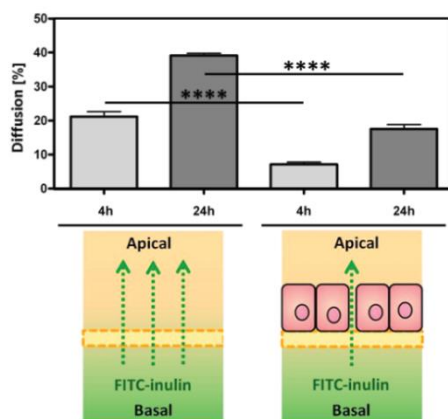 Diffusion [%]
50
40
30
20
10
0
****
****
4h
24h
4h
24h
Apical
Apical
FITC-inulin
FITC-inulin
Basal
Basal